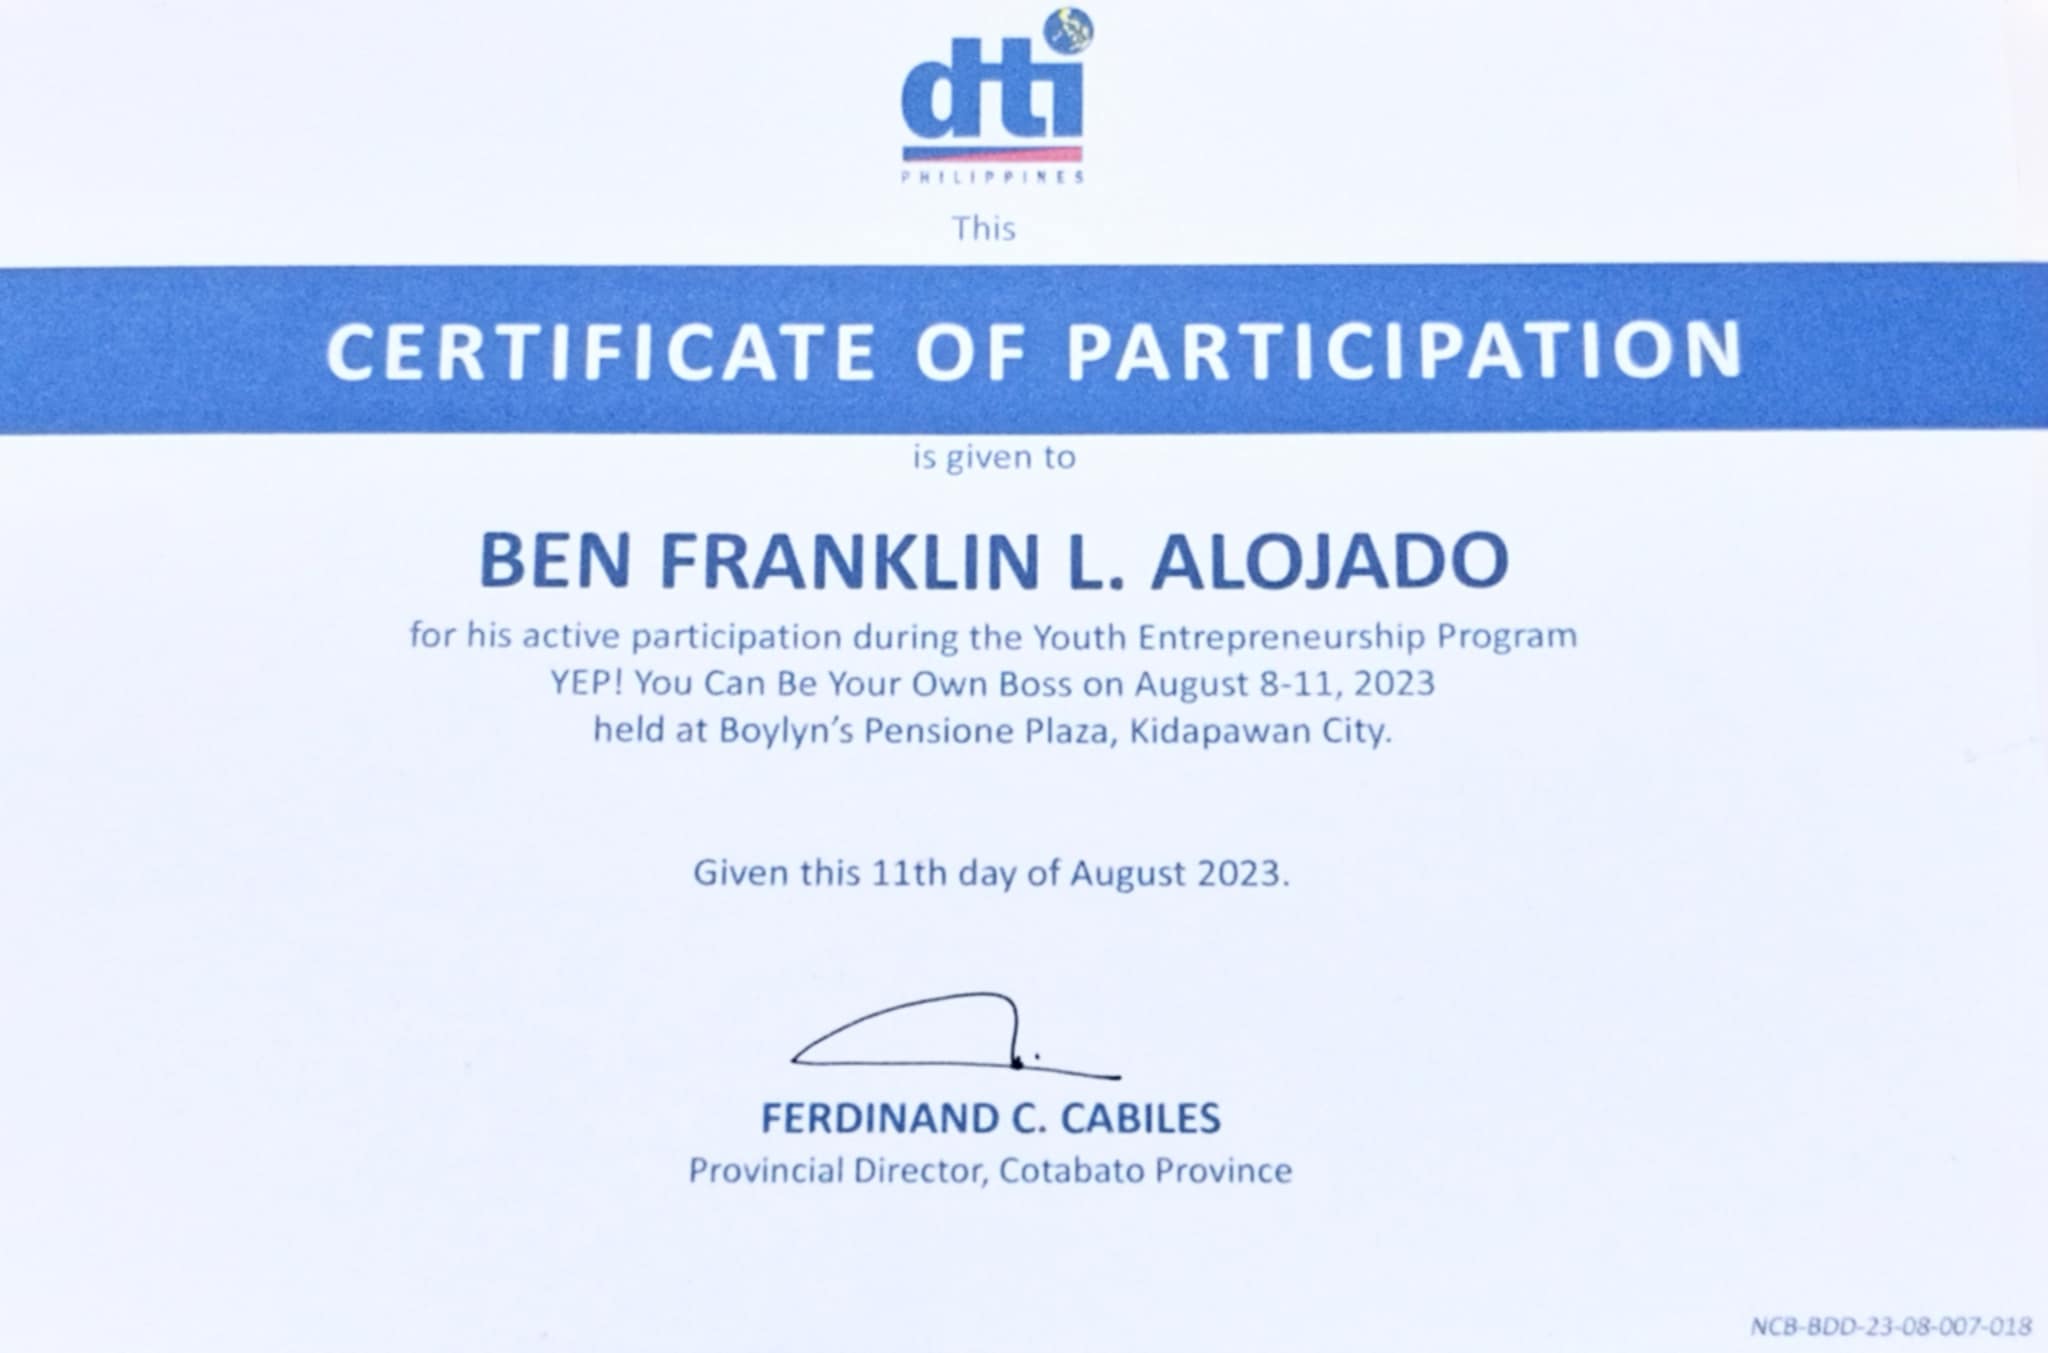 dti
PHILIPPINES
This
CERTIFICATE OF PARTICIPATION
is given to
BEN FRANKLIN L. ALOJADO
for his active participation during the Youth Entrepreneurship Program
YEP! You Can Be Your Own Boss on August 8-11, 2023
held at Boylyn’s Pensione Plaza, Kidapawan City.
Given this 11th day of August 2023.
FERDINAND C. CABILES
Provincial Director, Cotabato Province
NCB-BDD-23-08-007-018